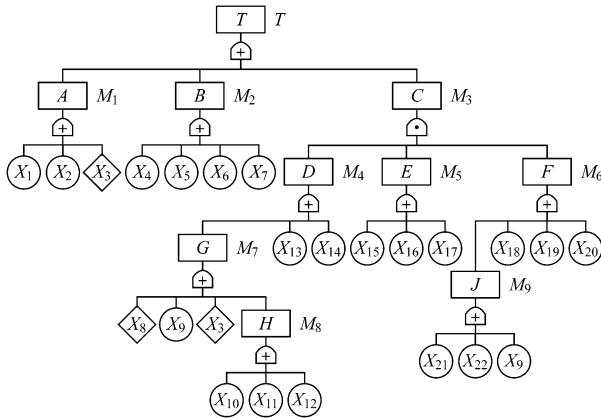 T T
+
A M1 B M2 C M3
+ + •
X1 X2 X3 X4 X5 X6 X7 D M4 E M5 F M6
+ + +
G M7 X13 X14 X15 X16 X17 X18 X19 X20
+ J M9
X8 X9 X3 H M8 +
+ X21 X22 X9
X10 X11 X12